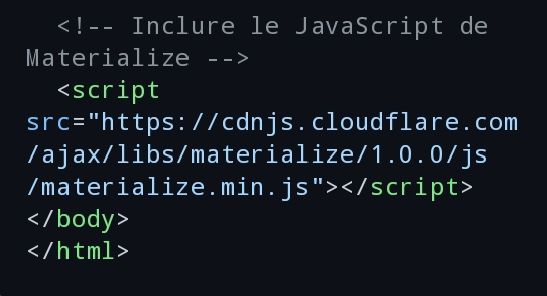 <!-- Inclure le JavaScript de
Materialize -->
<script
src="https://cdnjs.cloudflare.com
/ajax/libs/materialize/1.0.0/js
/materialize.min.js"></script>
</body>
</html>